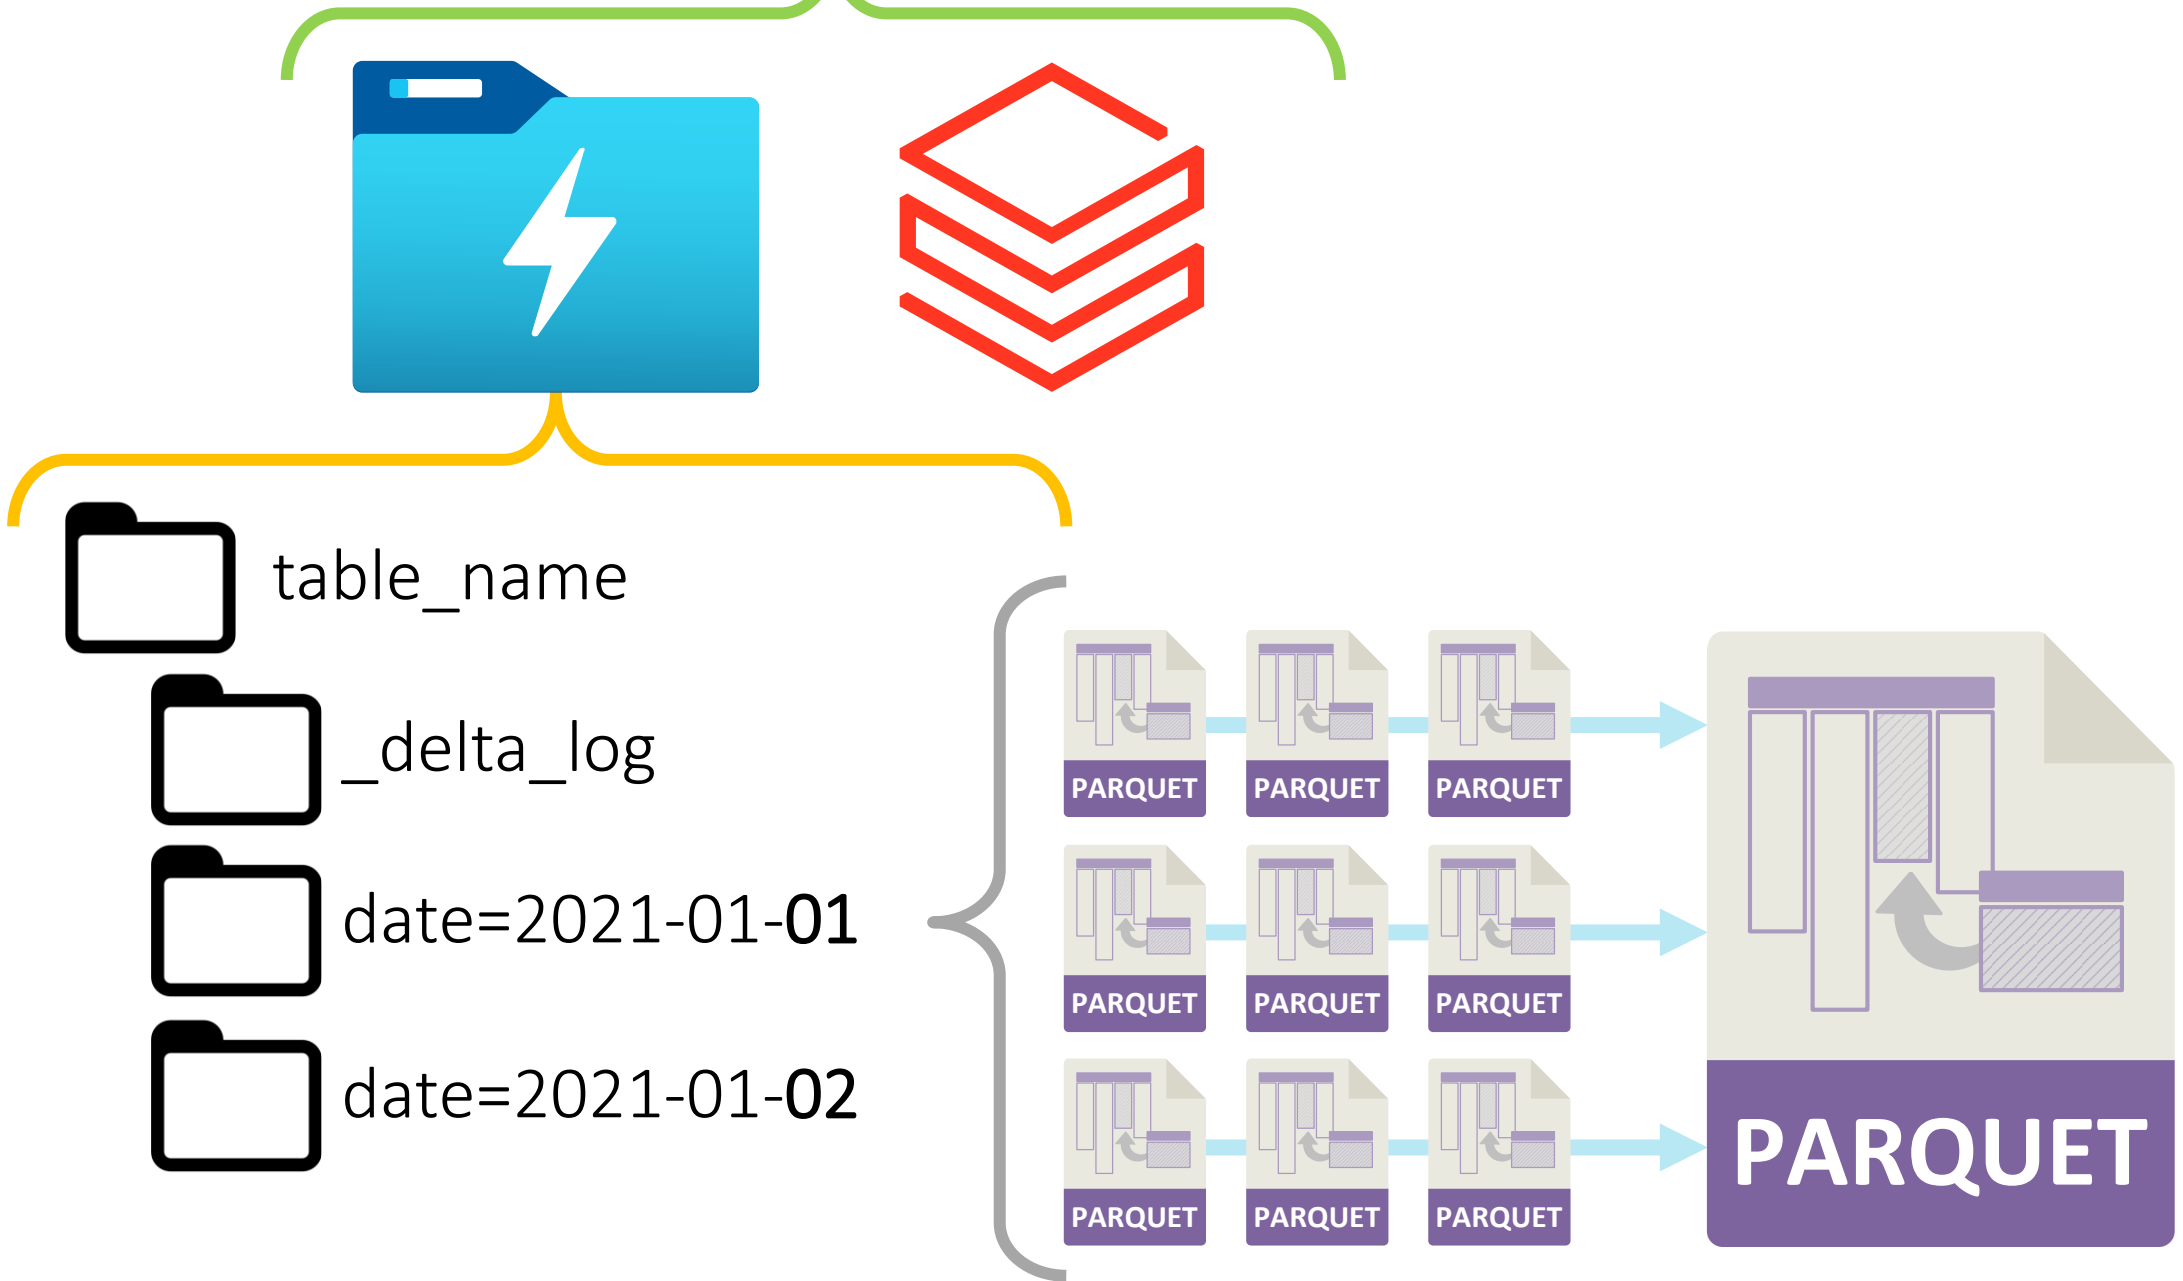 table_name
_delta_log
date=2021-01-01
date=2021-01-02
PARQUET PARQUET PARQUET
PARQUET PARQUET PARQUET
PARQUET PARQUET PARQUET
PARQUET